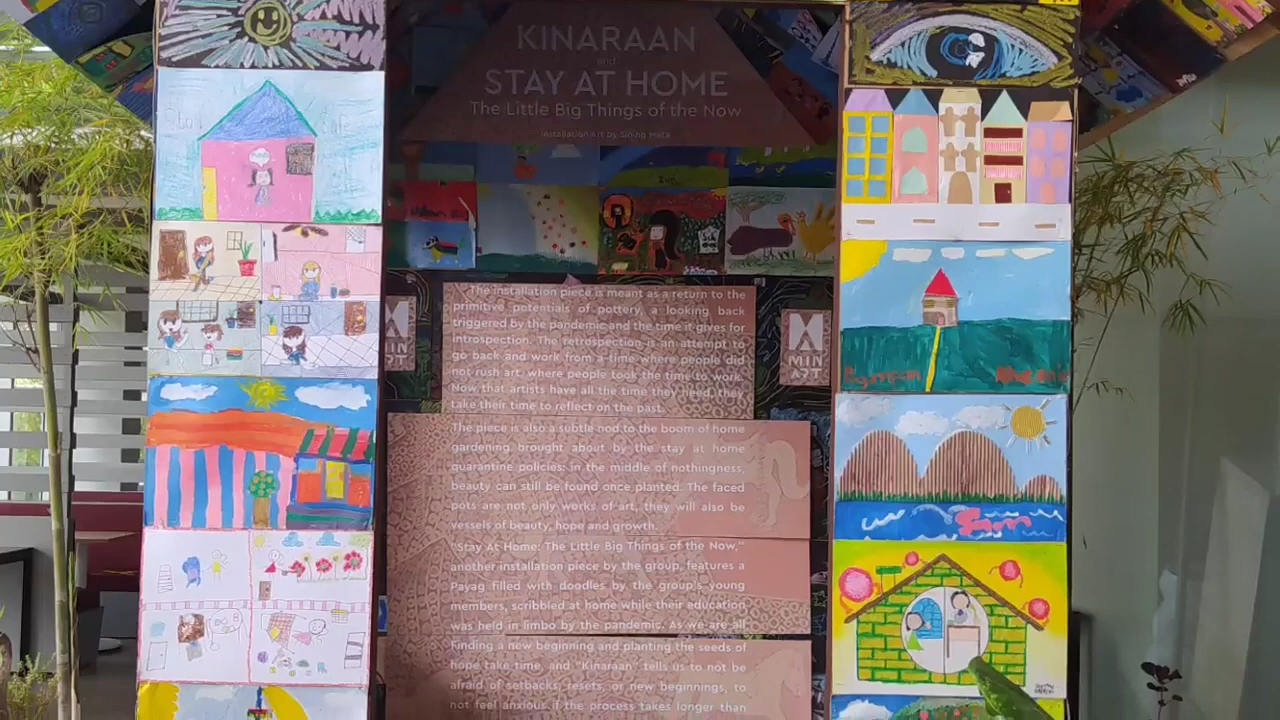 KINARAAN
and
STAY AT HOME
The Little Big Things of the Now
Installation Art by Sining Mata
The installation piece is meant as a return to the
primitive potentials of pottery, a looking back
triggered by the pandemic and the time it gives for
introspection. The retrospection is an attempt to
go back and work from a time where people did
not rush art, where people took the time to work.
Now that artists have all the time they need, they
take their time to reflect on the past.
The piece is also a subtle nod to the boom of home
gardening brought about by the stay at home
quarantine policies: in the middle of nothingness,
beauty can still be found once planted. The faced
pots are not only works of art, they will also be
vessels of beauty, hope and growth.
"Stay At Home: The Little Big Things of the Now,"
another installation piece by the group, features a
Payag filled with doodles by the group's young
members, scribbled at home while their education
was held in limbo by the pandemic. As we are all
Finding a new beginning and planting the seeds of
hope take time, and "Kinaraan" tells us to not be
afraid of setbacks, resets, or new beginnings, to
not feel anxious if the process takes longer than
MIN
ART